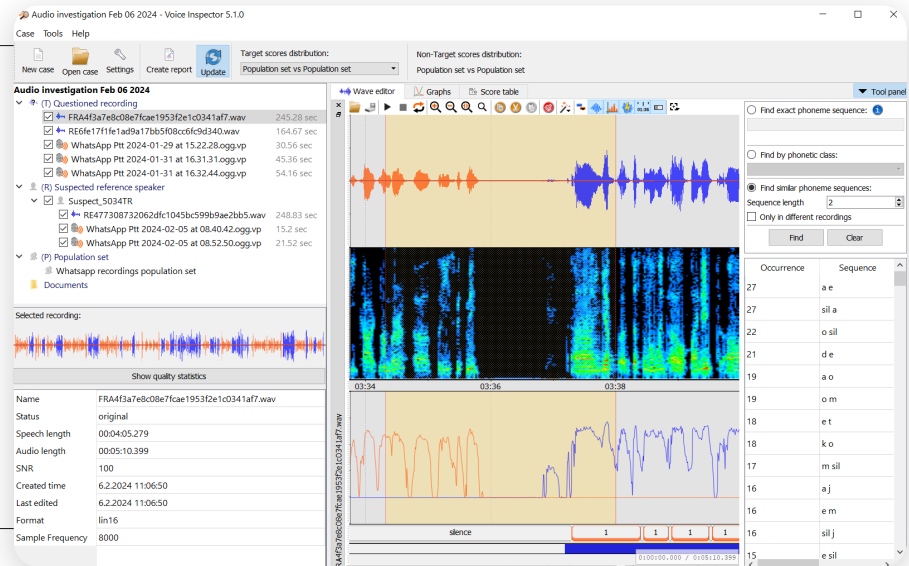 Audio investigation Feb 06 2024 - Voice Inspector 5.1.0
Case Tools Help
New case Open case Settings Create report Update
Target scores distribution:
Population set vs Population set
Non-Target scores distribution:
Population set vs Population set
Audio investigation Feb 06 2024
(T) Questioned recording
FRA4f3a7e8c08e7fcae1953f2e1c0341af7.wav 245.28 sec
RE6fe17f1fe1ad9a17bb5f08cc6fc9d340.wav 164.67 sec
WhatsApp Ptt 2024-01-29 at 15.22.28.ogg.vp 30.56 sec
WhatsApp Ptt 2024-01-31 at 16.31.31.ogg.vp 45.36 sec
WhatsApp Ptt 2024-01-31 at 16.32.44.ogg.vp 54.16 sec
(R) Suspected reference speaker
Suspect_5034TR
RE477308732062dfc1045bc599b9ae2bb5.wav 248.83 sec
WhatsApp Ptt 2024-02-05 at 08.40.42.ogg.vp 15.2 sec
WhatsApp Ptt 2024-02-05 at 08.52.50.ogg.vp 21.52 sec
(P) Population set
Whatsapp recordings population set
Documents
Selected recording:
Show quality statistics
Name FRA4f3a7e8c08e7fcae1953f2e1c0341af7.wav
Status original
Speech length 00:04:05.279
Audio length 00:05:10.399
SNR 100
Created time 6.2.2024 11:06:50
Last edited 6.2.2024 11:06:50
Format lin16
Sample Frequency 8000
Wave editor Graphs Score table
Tool panel
03:34 03:36 03:38
RA4f3a7e8c08e7fcae1953f2e1c0341af7.wav
silence 1 1 1 1
0:00:00.000 / 0:05:10.399
Find exact phoneme sequence:
Find by phonetic class:
Find similar phoneme sequences:
Sequence length 2
Only in different recordings
Find Clear
Occurrence Sequence
27 a e
27 sil a
22 o sil
21 d e
19 a o
19 o m
18 e t
18 k o
17 m sil
16 a j
16 e m
16 sil j
15 e sil